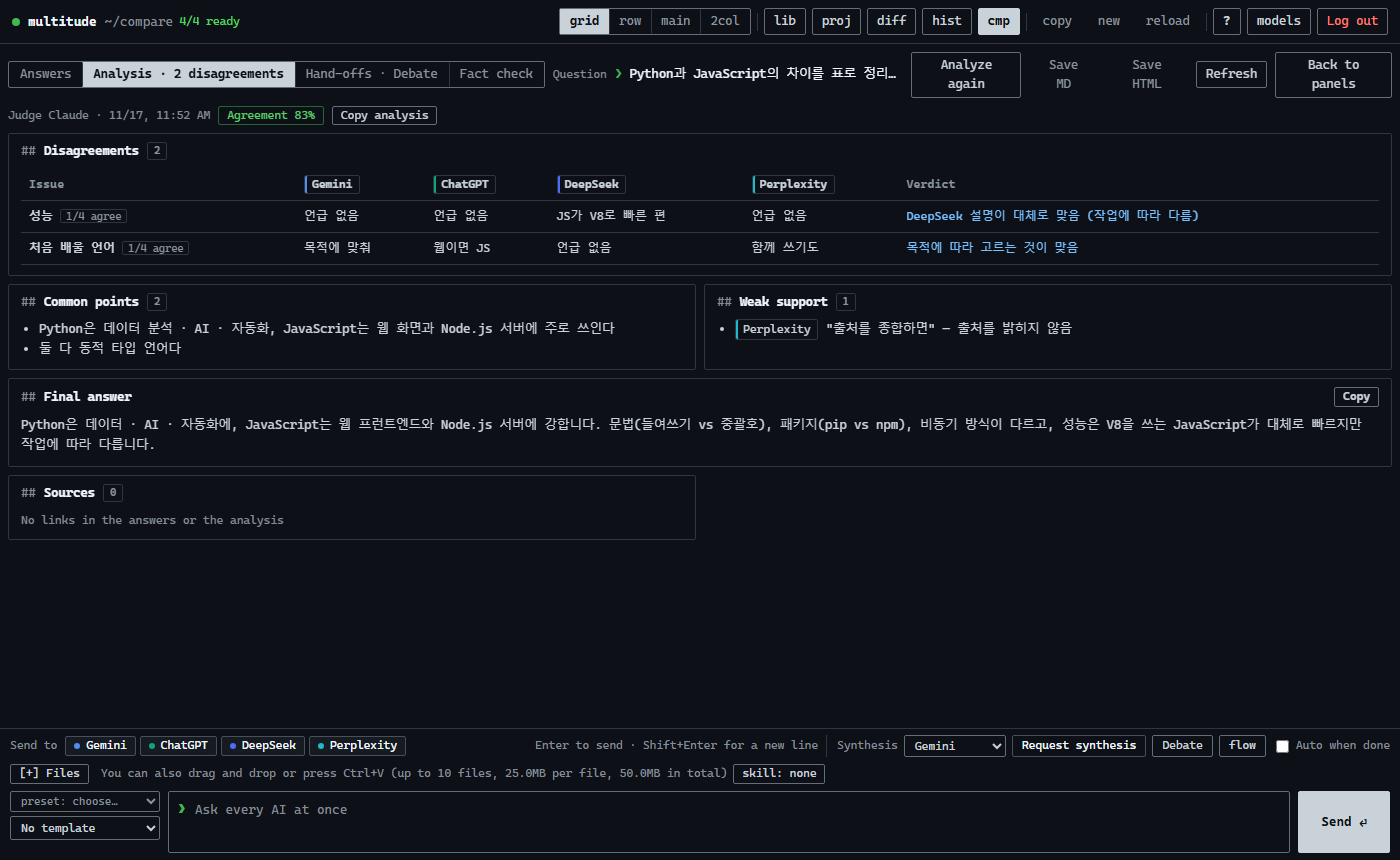 multitude ~/compare 4/4 ready grid row main 2col lib proj diff hist cmp copy new reload ? models Log out
Answers Analysis · 2 disagreements Hand-offs · Debate Fact check Question ❯ Python과 JavaScript의 차이를 표로 정리… Analyze again Save MD Save HTML Refresh Back to panels
Judge Claude · 11/17, 11:52 AM Agreement 83% Copy analysis
## Disagreements 2
Issue Gemini ChatGPT DeepSeek Perplexity Verdict
성능 1/4 agree 언급 없음 언급 없음 JS가 V8로 빠른 편 언급 없음 DeepSeek 설명이 대체로 맞음 (작업에 따라 다름)
처음 배울 언어 1/4 agree 목적에 맞춰 웹이면 JS 언급 없음 함께 쓰기도 목적에 따라 고르는 것이 맞음
## Common points 2
• Python은 데이터 분석 · AI · 자동화, JavaScript는 웹 화면과 Node.js 서버에 주로 쓰인다
• 둘 다 동적 타입 언어다
## Weak support 1
• Perplexity "출처를 종합하면" — 출처를 밝히지 않음
## Final answer Copy
Python은 데이터 · AI · 자동화에, JavaScript는 웹 프런트엔드와 Node.js 서버에 강합니다. 문법(들여쓰기 vs 중괄호), 패키지(pip vs npm), 비동기 방식이 다르고, 성능은 V8을 쓰는 JavaScript가 대체로 빠르지만
작업에 따라 다릅니다.
## Sources 0
No links in the answers or the analysis
Send to Gemini ChatGPT DeepSeek Perplexity Enter to send · Shift+Enter for a new line Synthesis Gemini Request synthesis Debate flow Auto when done
[+] Files You can also drag and drop or press Ctrl+V (up to 10 files, 25.0MB per file, 50.0MB in total) skill: none
preset: choose…
No template
❯ Ask every AI at once
Send ⏎